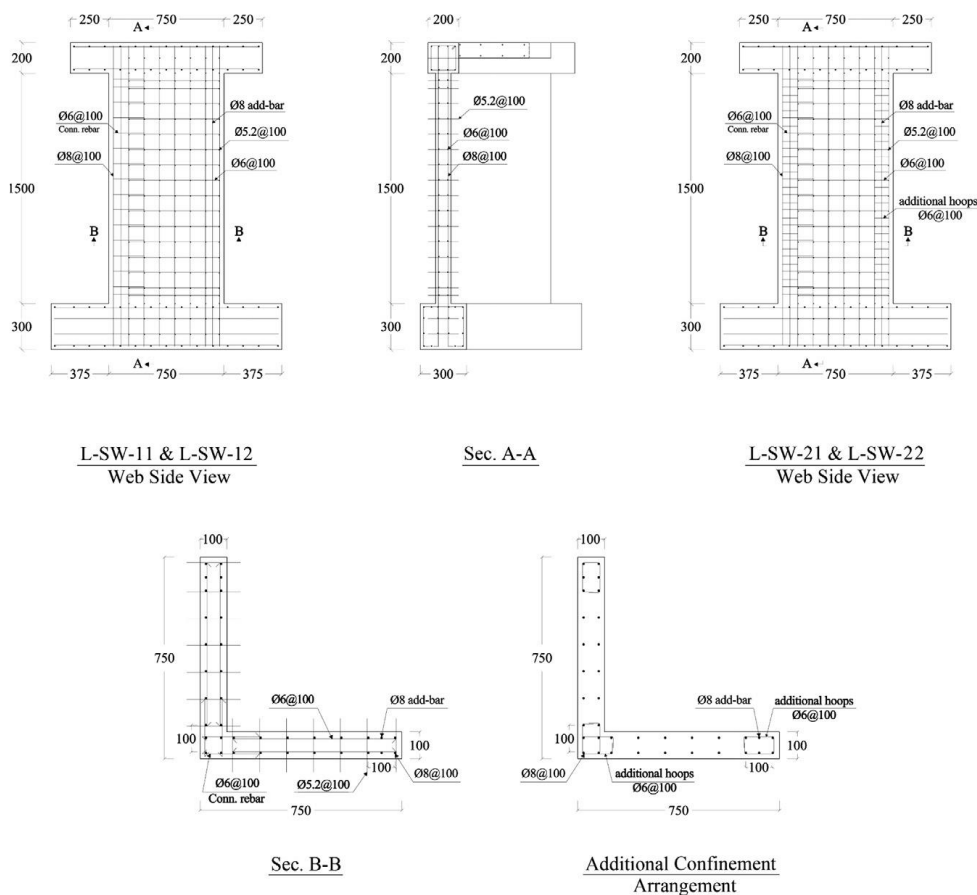 250
750
250
A
200
Ø6@100
Conn. rebar
Ø8 add-bar
Ø5.2@100
Ø8@100
Ø6@100
1500
B
B
300
A
375
750
375
L-SW-11 & L-SW-12
Web Side View
200
200
Ø5.2@100
Ø6@100
Ø8@100
1500
300
300
Sec. A-A
250
750
250
A
200
Ø6@100
Conn. rebar
Ø8 add-bar
Ø5.2@100
Ø8@100
Ø6@100
1500
additional hoops
Ø6@100
B
B
300
A
375
750
375
L-SW-21 & L-SW-22
Web Side View
100
750
Ø6@100
Ø8 add-bar
100
100
Ø6@100
Conn. rebar
Ø5.2@100
100
Ø8@100
750
Sec. B-B
100
750
Ø8 add-bar
additional hoops
Ø6@100
100
100
Ø8@100
additional hoops
Ø6@100
100
750
Additional Confinement
Arrangement